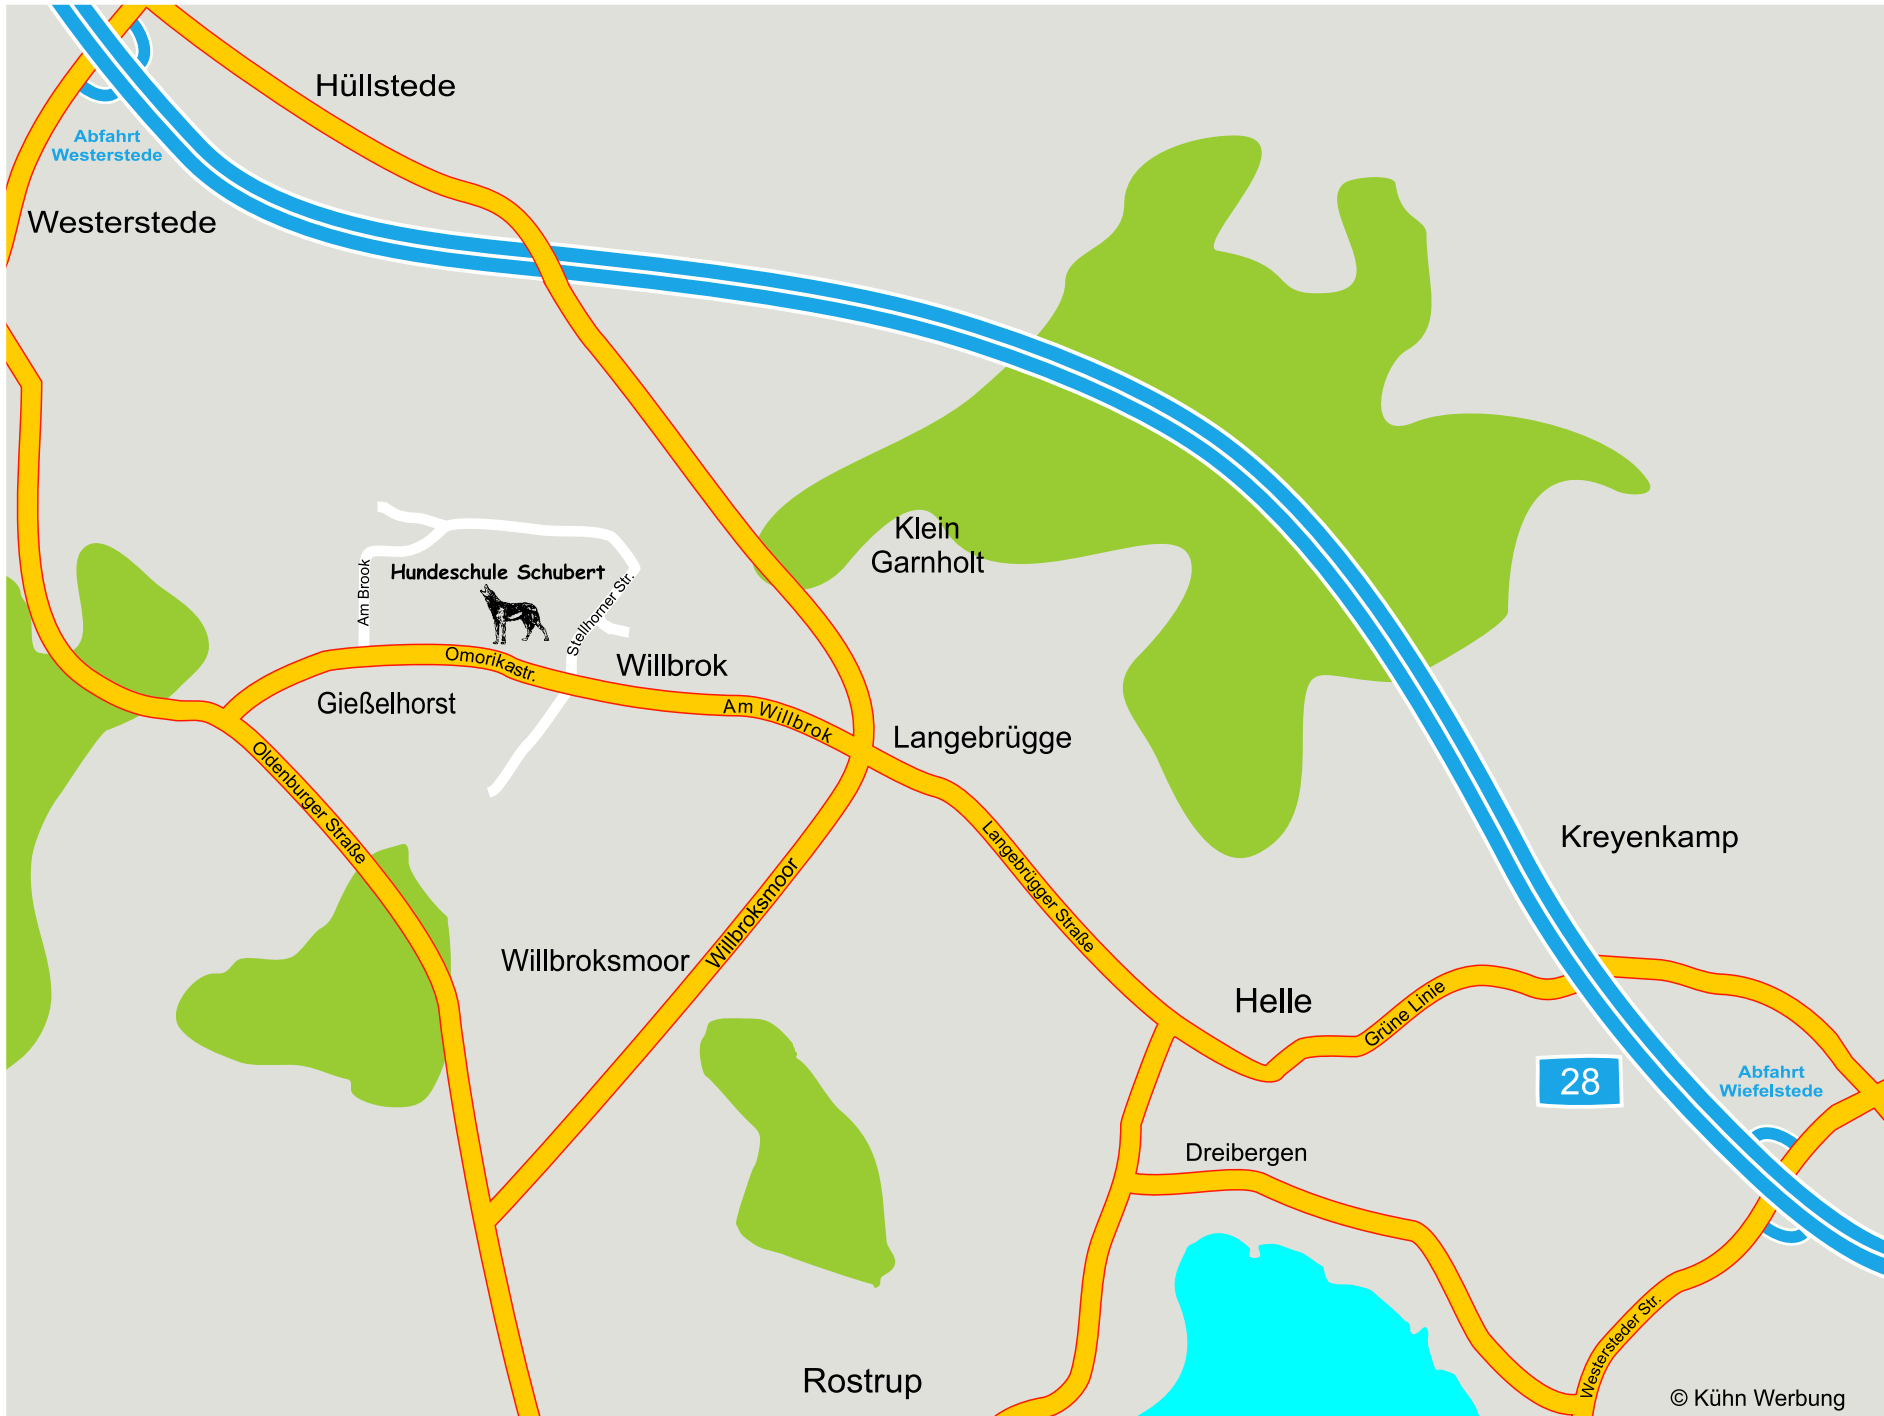 Hüllstede
Abfahrt
Westerstede
Westerstede
Klein
Garnholt
Hundeschule Schubert
Am Brook
Stellhorner Str.
Omorikastr.
Willbrok
Gießelhorst
Am Willbrok
Langebrügge
Oldenburger Straße
Langebrügger Straße
Kreyenkamp
Willbroksmoor
Willbroksmoor
Helle
Grüne Linie
28
Abfahrt
Wiefelstede
Dreibergen
Westersteder Str.
Rostrup
© Kühn Werbung